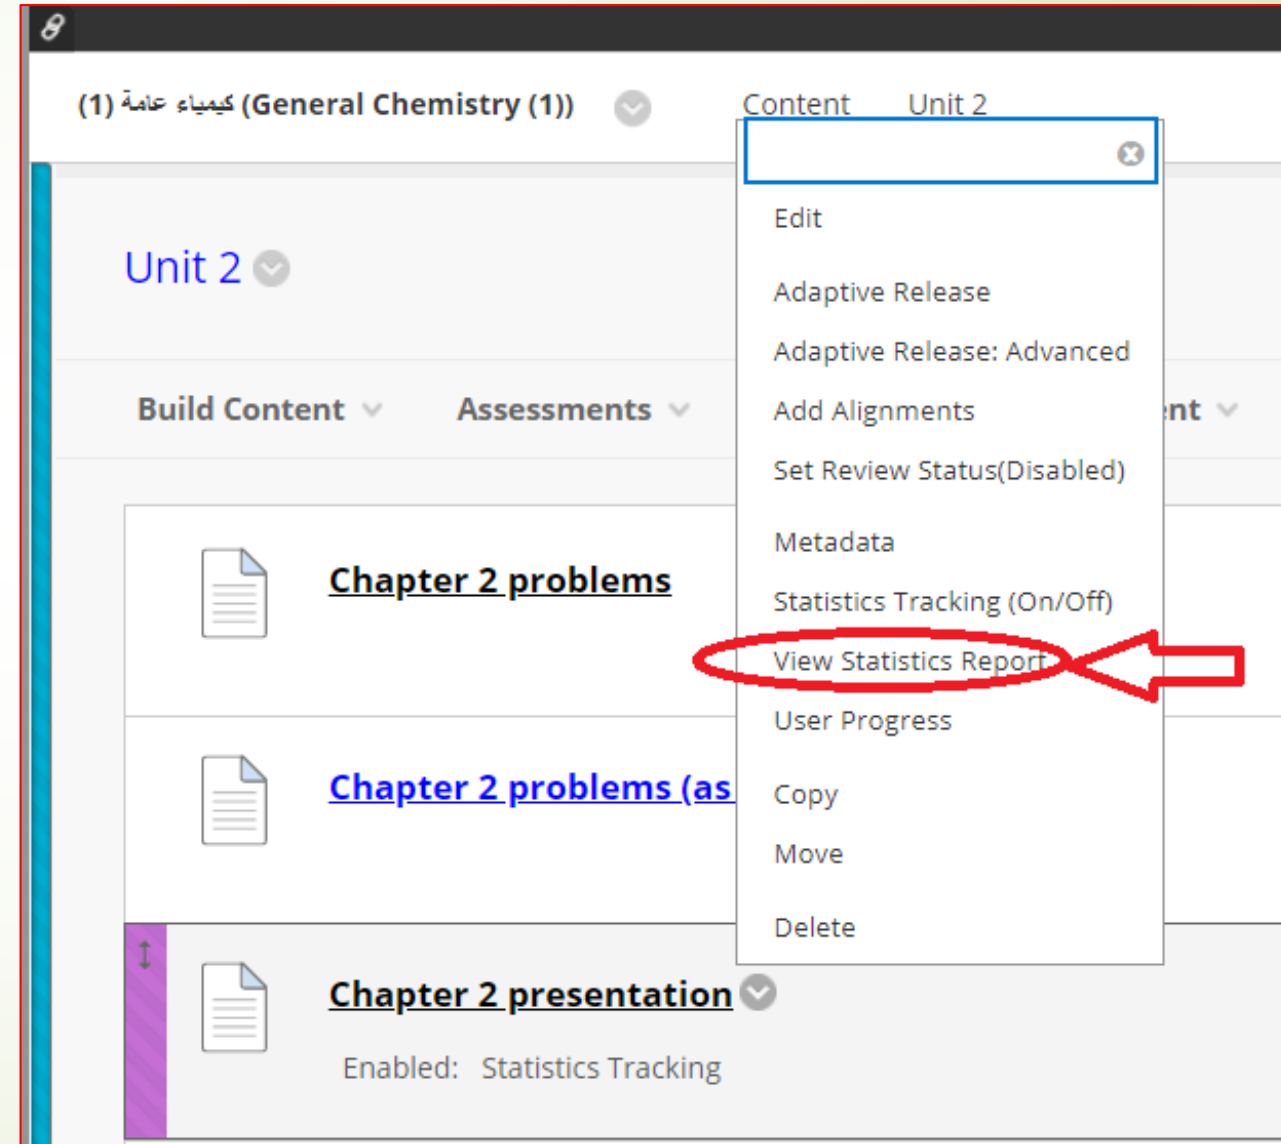 كيمياء عامة (1) (General Chemistry (1))
Content
Unit 2
Unit 2
Build Content
Assessments
Edit
Adaptive Release
Adaptive Release: Advanced
Add Alignments
Set Review Status(Disabled)
Metadata
Statistics Tracking (On/Off)
View Statistics Report
User Progress
Copy
Move
Delete
Chapter 2 problems
Chapter 2 problems (as
Chapter 2 presentation
Enabled: Statistics Tracking